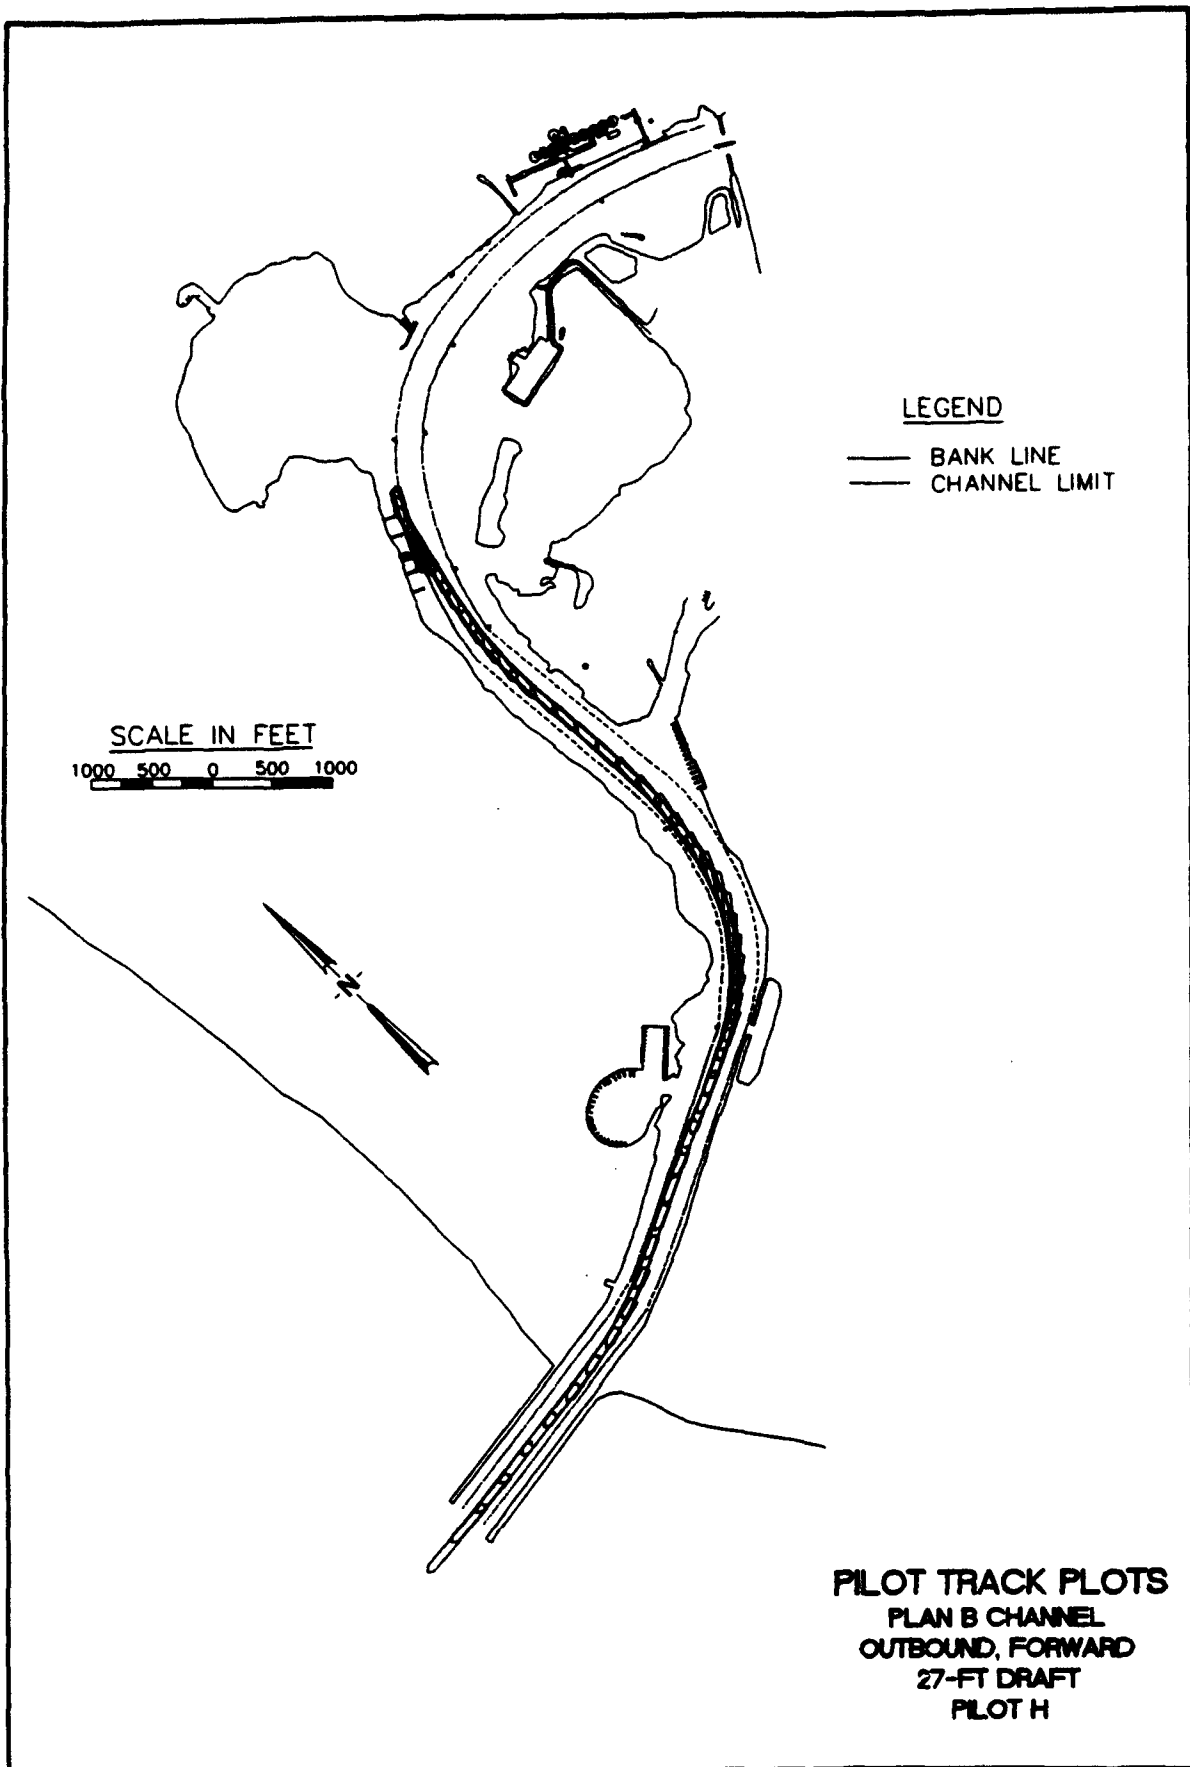 LEGEND
BANK LINE
CHANNEL LIMIT
SCALE IN FEET
1000 500 0 500 1000
N
PILOT TRACK PLOTS
PLAN B CHANNEL
OUTBOUND, FORWARD
27-FT DRAFT
PILOT H